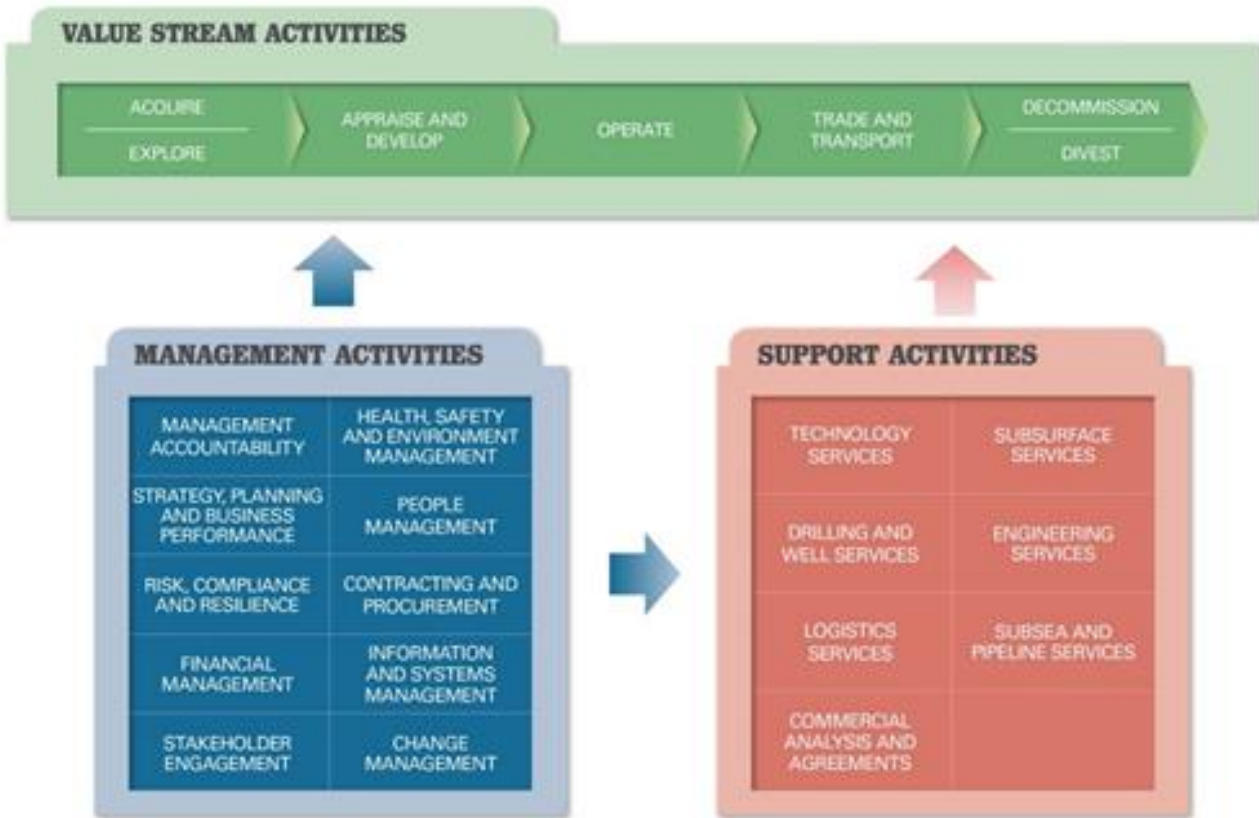 VALUE STREAM ACTIVITIES
ACQUIRE
EXPLORE
APPRAISE AND
DEVELOP
OPERATE
TRADE AND
TRANSPORT
DECOMMISSION
DIVEST
MANAGEMENT ACTIVITIES
MANAGEMENT
ACCOUNTABILITY
HEALTH, SAFETY
AND ENVIRONMENT
MANAGEMENT
STRATEGY, PLANNING
AND BUSINESS
PERFORMANCE
PEOPLE
MANAGEMENT
RISK, COMPLIANCE
AND RESILIENCE
CONTRACTING AND
PROCUREMENT
FINANCIAL
MANAGEMENT
INFORMATION
AND SYSTEMS
MANAGEMENT
STAKEHOLDER
ENGAGEMENT
CHANGE
MANAGEMENT
SUPPORT ACTIVITIES
TECHNOLOGY
SERVICES
SUBSURFACE
SERVICES
DRILLING AND
WELL SERVICES
ENGINEERING
SERVICES
LOGISTICS
SERVICES
SUBSEA AND
PIPELINE SERVICES
COMMERCIAL
ANALYSIS AND
AGREEMENTS